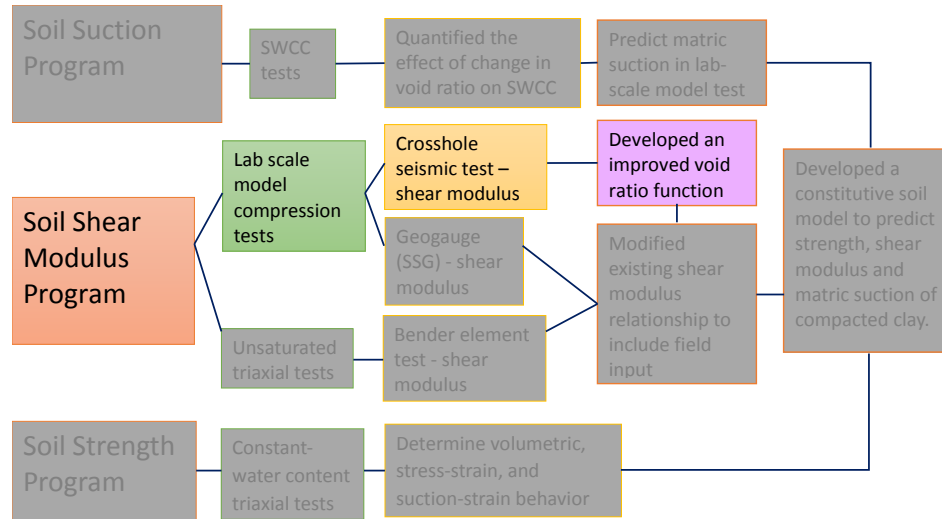 Soil Suction
Program
SWCC
tests
Quantified the
effect of change in
void ratio on SWCC
Predict matric
suction in lab-
scale model test
Soil Shear
Modulus
Program
Lab scale
model
compression
tests
Crosshole
seismic test –
shear modulus
Developed an
improved void
ratio function
Geogauge
(SSG) - shear
modulus
Unsaturated
triaxial tests
Bender element
test - shear
modulus
Modified
existing shear
modulus
relationship to
include field
input
Developed a
constitutive soil
model to predict
strength, shear
modulus and
matric suction of
compacted clay.
Soil Strength
Program
Constant-
water content
triaxial tests
Determine volumetric,
stress-strain, and
suction-strain behavior